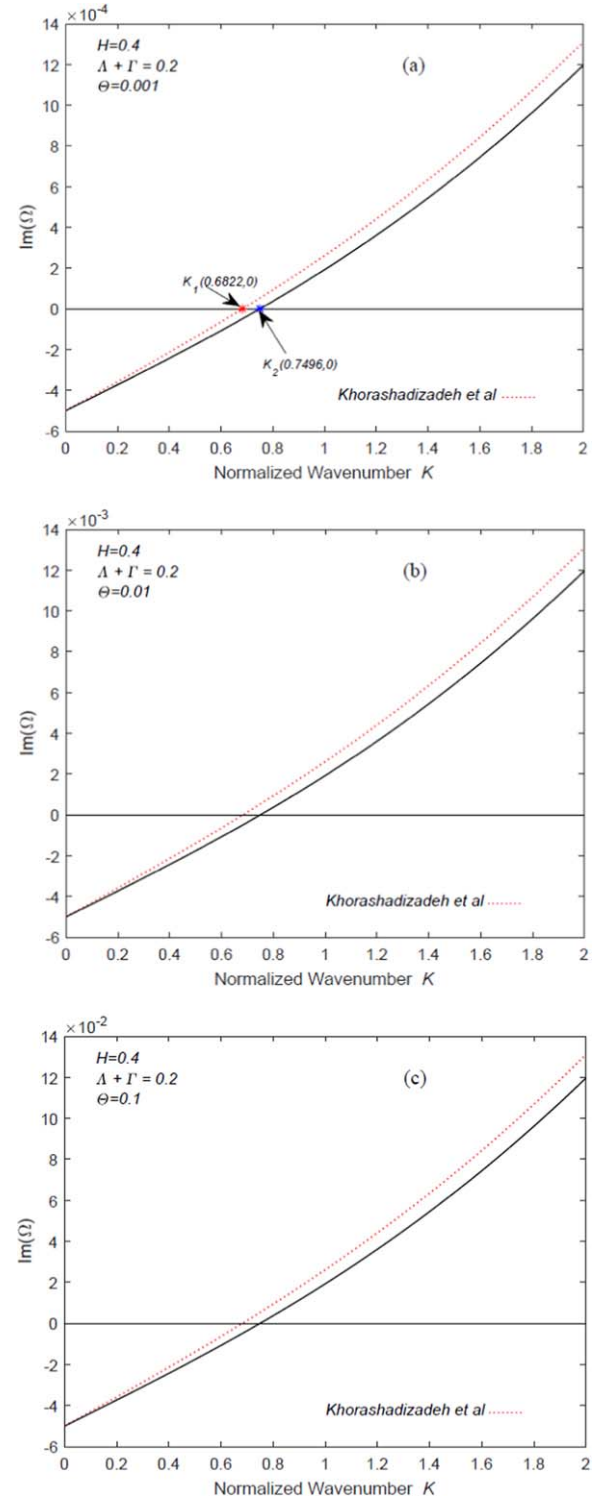 ×10⁻⁴
14
12
10
8
6
4
2
0
-2
-4
-6
Im(Ω)
H=0.4
Λ + Γ = 0.2
Θ=0.001
(a)
K₁(0.6822,0)
K₂(0.7496,0)
Khorashadizadeh et al
0 0.2 0.4 0.6 0.8 1 1.2 1.4 1.6 1.8 2
Normalized Wavenumber K
×10⁻³
14
12
10
8
6
4
2
0
-2
-4
-6
Im(Ω)
H=0.4
Λ + Γ = 0.2
Θ=0.01
(b)
Khorashadizadeh et al
0 0.2 0.4 0.6 0.8 1 1.2 1.4 1.6 1.8 2
Normalized Wavenumber K
×10⁻²
14
12
10
8
6
4
2
0
-2
-4
-6
Im(Ω)
H=0.4
Λ + Γ = 0.2
Θ=0.1
(c)
Khorashadizadeh et al
0 0.2 0.4 0.6 0.8 1 1.2 1.4 1.6 1.8 2
Normalized Wavenumber K